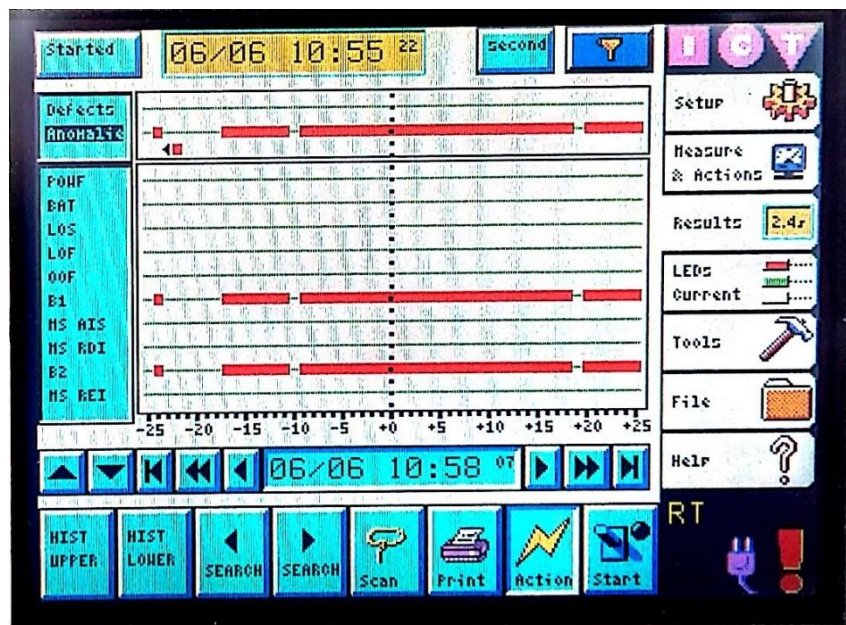 Started
06/06 10:55 22
second
ICT
Defects
Anomalie
Setup
Measure
& Actions
Results 2.4s
LEDs
Current
Tools
File
Help
POWF
BAT
LOS
LOF
OOF
B1
MS AIS
MS RDI
B2
MS REI
-25 -20 -15 -10 -5 +0 +5 +10 +15 +20 +25
06/06 10:58 07
HIST
UPPER
HIST
LOWER
SEARCH
SEARCH
Scan
Print
Action
Start
RT